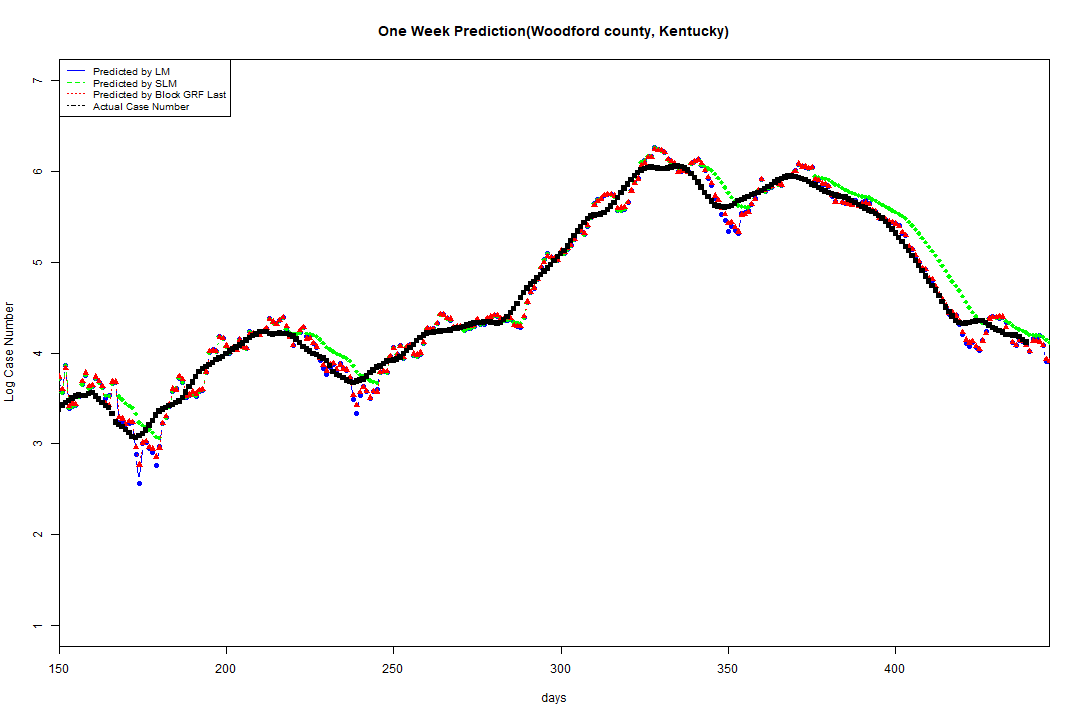 One Week Prediction(Woodford county, Kentucky)
Predicted by LM
Predicted by SLM
Predicted by Block GRF Last
Actual Case Number
7
6
5
4
3
2
1
Log Case Number
150 200 250 300 350 400
days